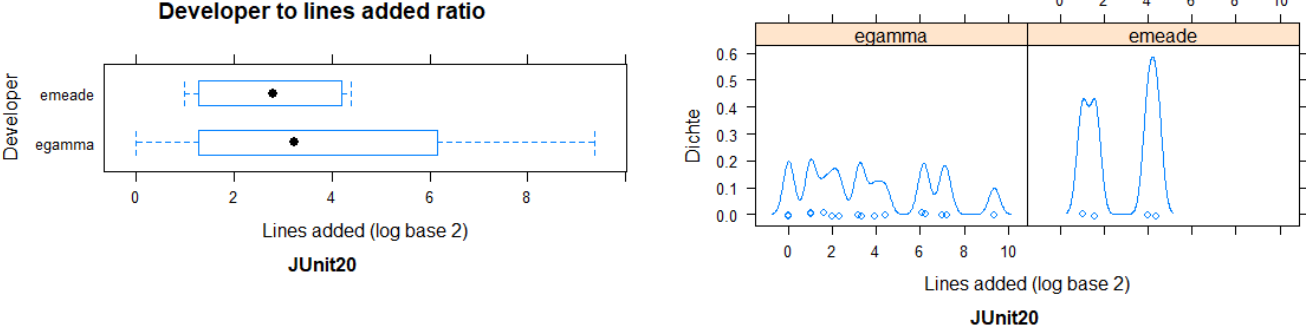 Developer to lines added ratio
Developer
emeade
egamma
0 2 4 6 8
Lines added (log base 2)
JUnit20
0 2 4 6 8 10
egamma emeade
Dichte
0.6
0.5
0.4
0.3
0.2
0.1
0.0
0 2 4 6 8 10
Lines added (log base 2)
JUnit20